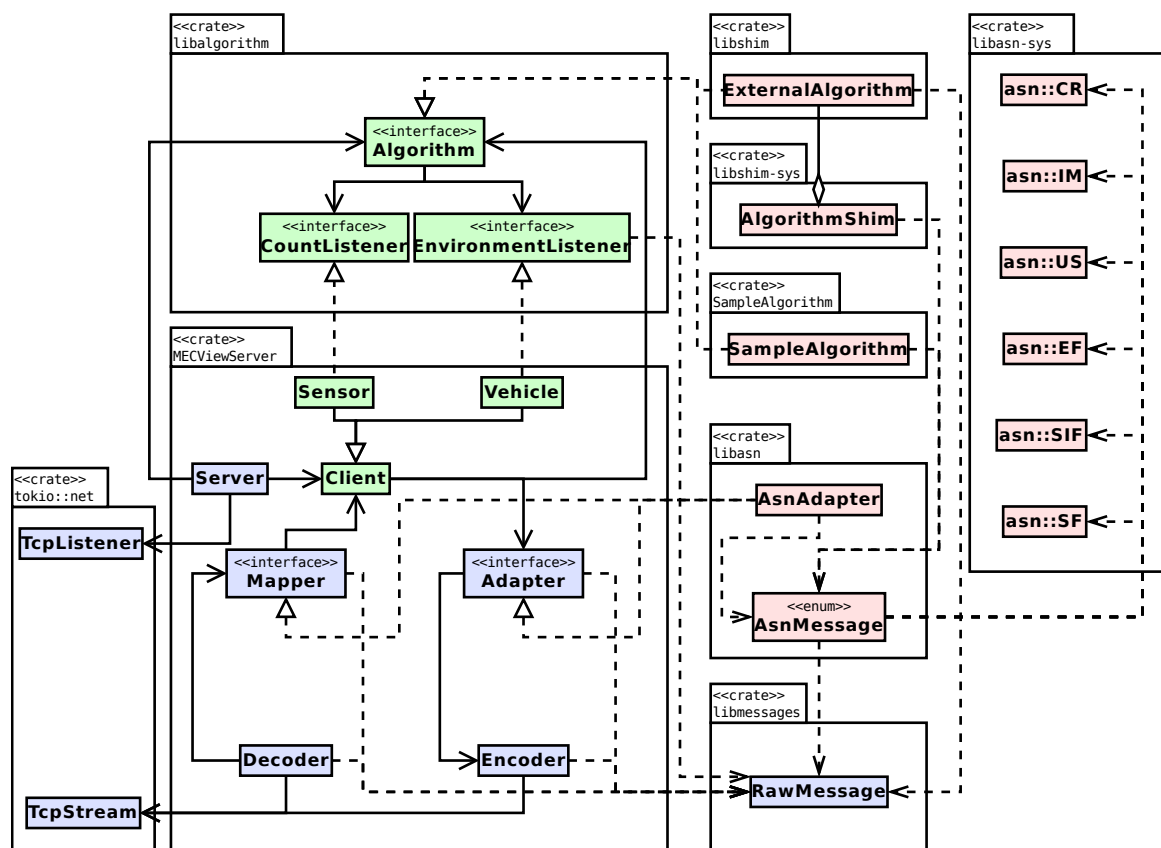 <<crate>>
libalgorithm
<<interface>>
Algorithm
<<interface>>
CountListener
<<interface>>
EnvironmentListener
<<crate>>
MECViewServer
Sensor
Vehicle
Server
Client
<<interface>>
Mapper
<<interface>>
Adapter
Decoder
Encoder
<<crate>>
tokio::net
TcpListener
TcpStream
<<crate>>
libshim
ExternalAlgorithm
<<crate>>
libshim-sys
AlgorithmShim
<<crate>>
SampleAlgorithm
SampleAlgorithm
<<crate>>
libasn
AsnAdapter
<<enum>>
AsnMessage
<<crate>>
libmessages
RawMessage
<<crate>>
libasn-sys
asn::CR
asn::IM
asn::US
asn::EF
asn::SIF
asn::SF